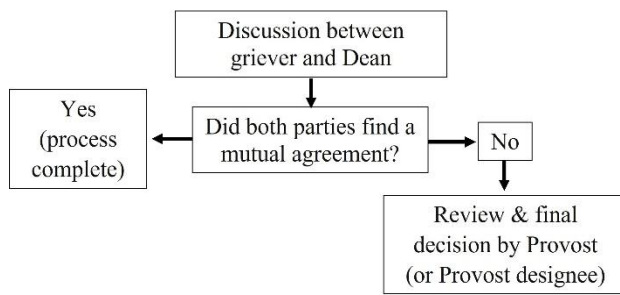 Discussion between
griever and Dean
Yes
(process
complete)
Did both parties find a
mutual agreement?
No
Review & final
decision by Provost
(or Provost designee)